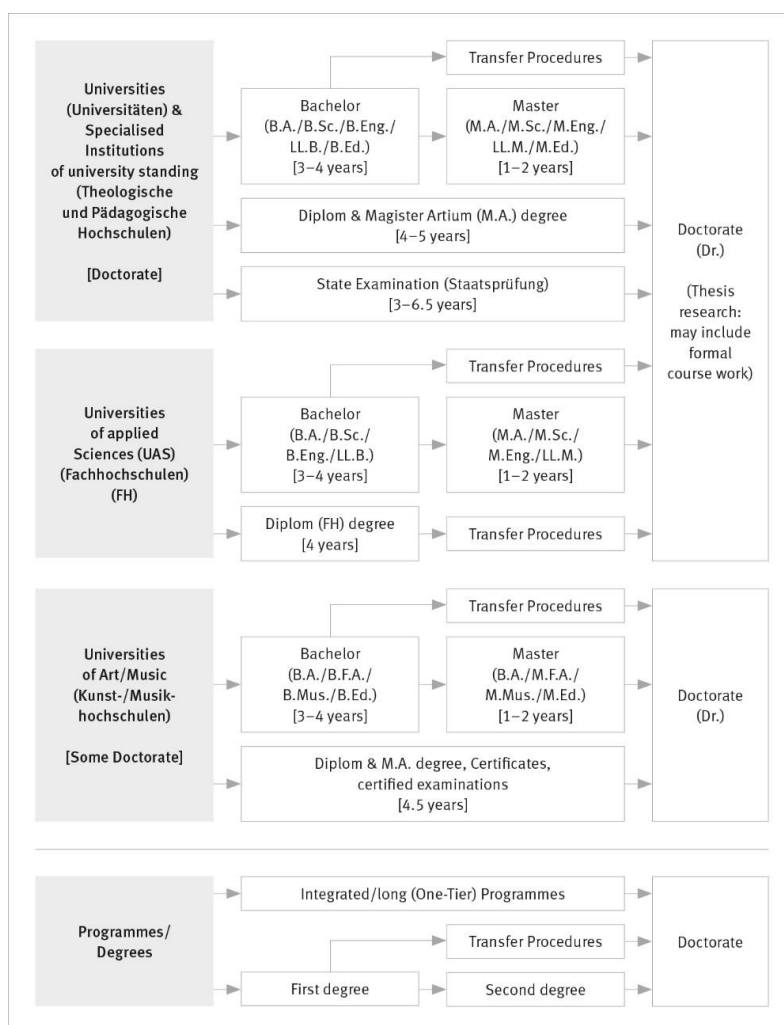 Universities
(Universitäten) &
Specialised
Institutions
of university standing
(Theologische
und Pädagogische
Hochschulen)
[Doctorate]
Transfer Procedures
Bachelor
(B.A./B.Sc./B.Eng./
LL.B./B.Ed.)
[3–4 years]
Master
(M.A./M.Sc./M.Eng./
LL.M./M.Ed.)
[1–2 years]
Diplom & Magister Artium (M.A.) degree
[4–5 years]
State Examination (Staatsprüfung)
[3–6.5 years]
Doctorate
(Dr.)
(Thesis
research:
may include
formal
course work)
Universities
of applied
Sciences (UAS)
(Fachhochschulen)
(FH)
Transfer Procedures
Bachelor
(B.A./B.Sc./
B.Eng./LL.B.)
[3–4 years]
Master
(M.A./M.Sc./
M.Eng./LL.M.)
[1–2 years]
Diplom (FH) degree
[4 years]
Transfer Procedures
Universities
of Art/Music
(Kunst-/Musik-
hochschulen)
[Some Doctorate]
Transfer Procedures
Bachelor
(B.A./B.F.A./
B.Mus./B.Ed.)
[3–4 years]
Master
(B.A./M.F.A./
M.Mus./M.Ed.)
[1–2 years]
Diplom & M.A. degree, Certificates,
certified examinations
[4.5 years]
Doctorate
(Dr.)
Programmes/
Degrees
Integrated/long (One-Tier) Programmes
Transfer Procedures
First degree
Second degree
Doctorate